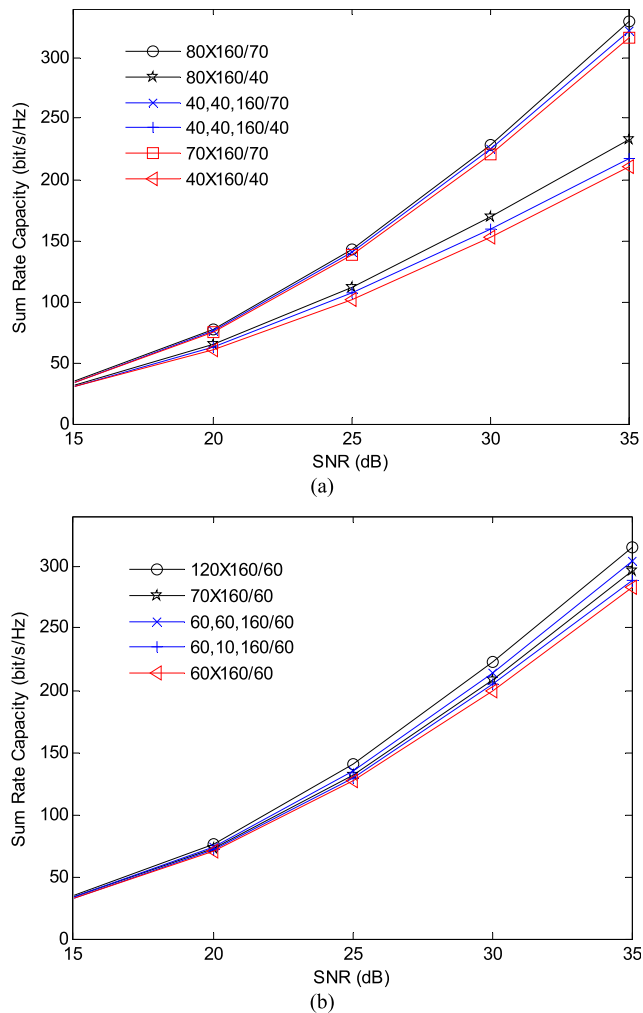 300
250
200
150
100
50
0
Sum Rate Capacity (bit/s/Hz)
80X160/70
80X160/40
40,40,160/70
40,40,160/40
70X160/70
40X160/40
15 20 25 30 35
SNR (dB)
(a)
300
250
200
150
100
50
0
Sum Rate Capacity (bit/s/Hz)
120X160/60
70X160/60
60,60,160/60
60,10,160/60
60X160/60
15 20 25 30 35
SNR (dB)
(b)